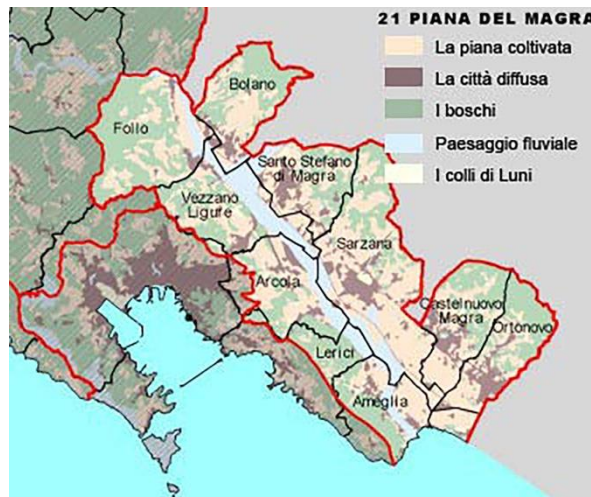 21 PIANA DEL MAGRA
La piana coltivata
La città diffusa
I boschi
Paesaggio fluviale
I colli di Luni
Bolano
Follo
Santo Stefano
di Magra
Vezzano
Ligure
Sarzana
Arcola
Castelnuovo
Magra
Ortonovo
Lerici
Ameglia